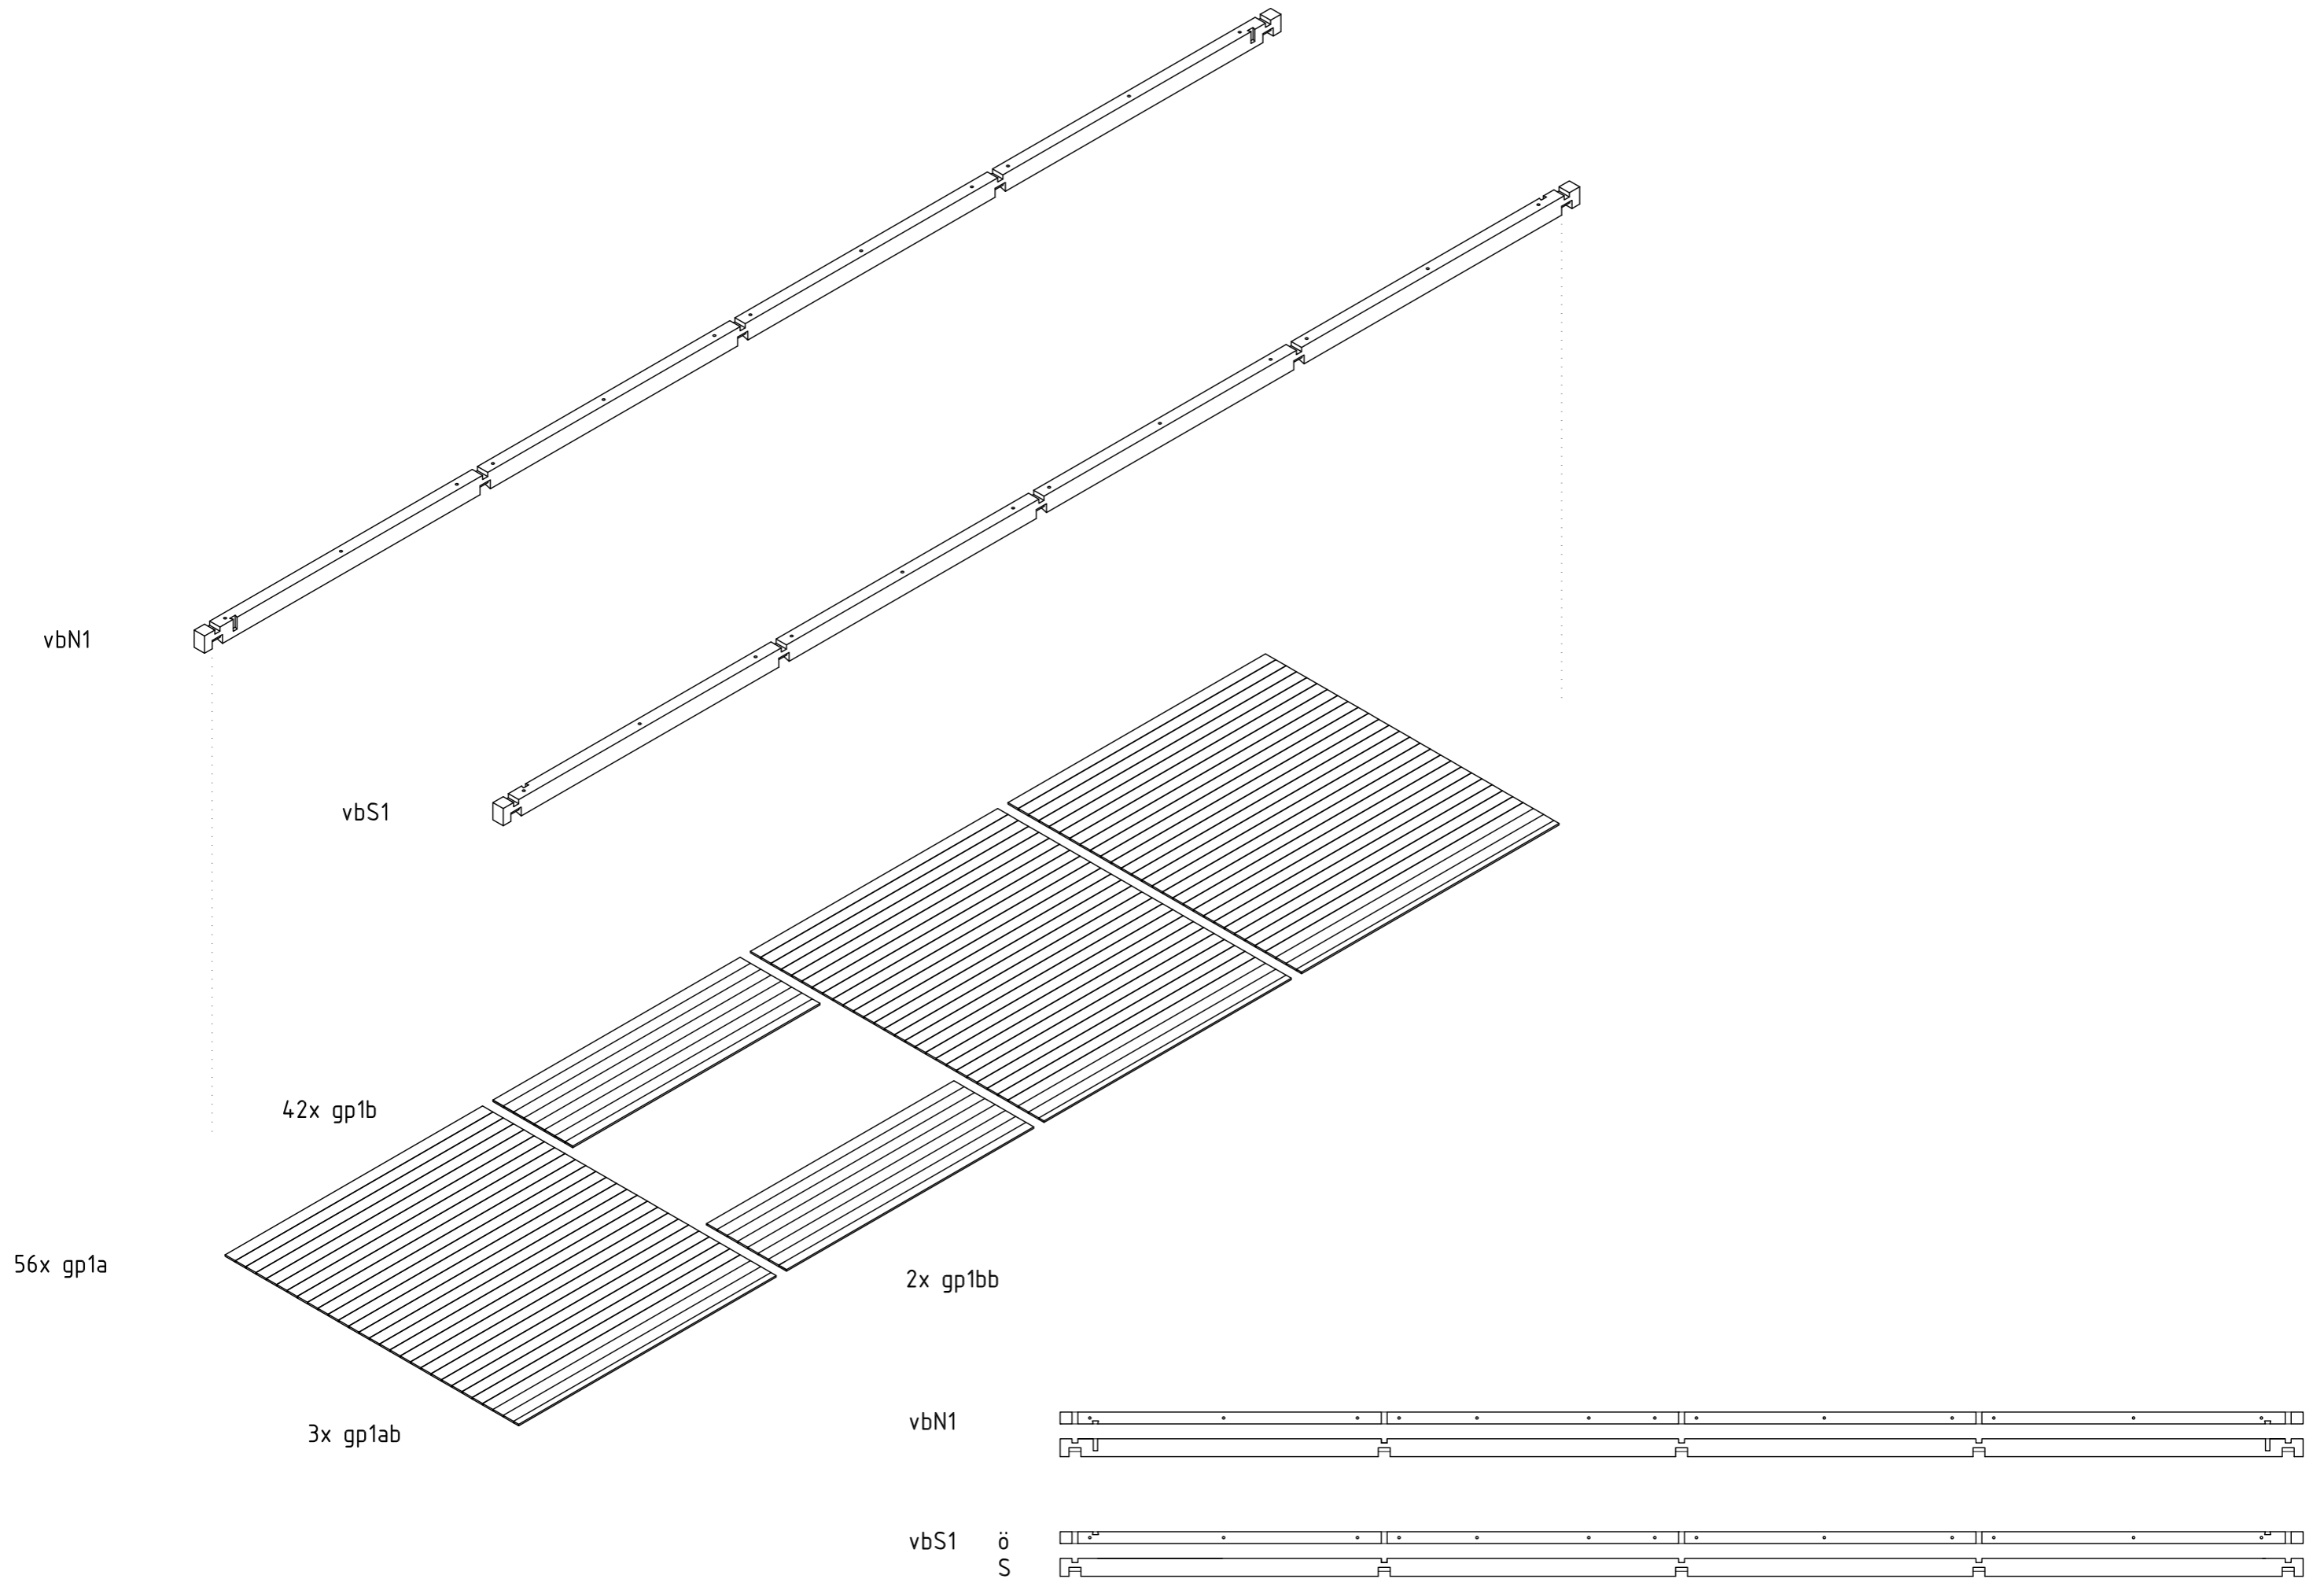 vbN1
vbS1
42x gp1b
56x gp1a
2x gp1bb
3x gp1ab
vbN1
vbS1 ö
S